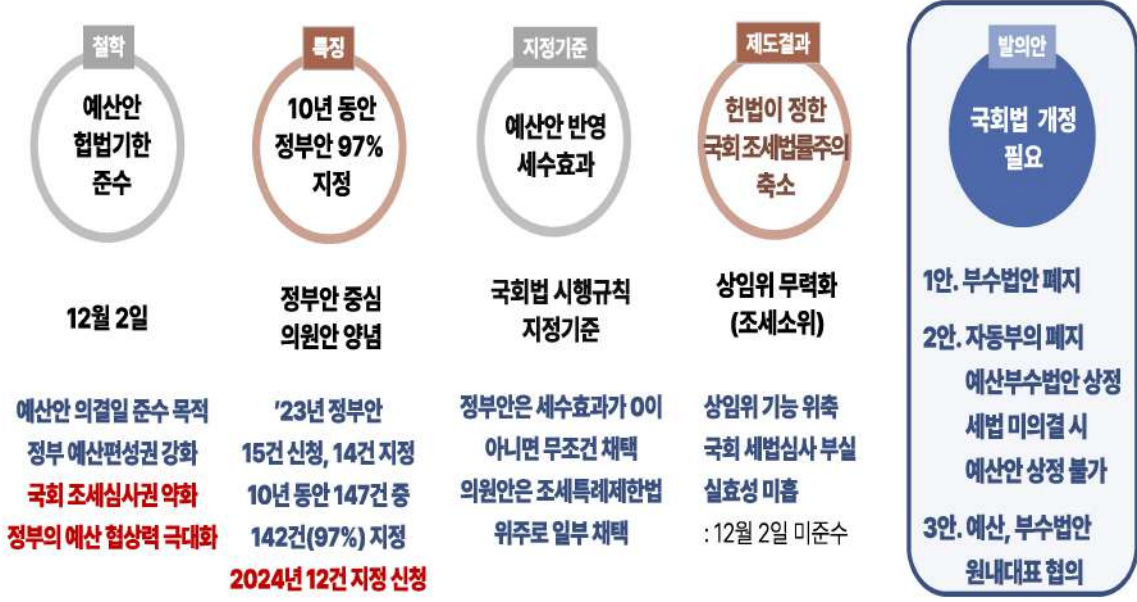 철학
예산안
헙법기한
준수
12월 2일
예산안 의결일 준수 목적
정부 예산편성권 강화
국회 조세심사권 약화
정부의 예산 협상력 극대화
특징
10년 동안
정부안 97%
지정
정부안 중심
의원안 양념
'23년 정부안
15건 신청, 14건 지정
10년 동안 147건 중
142건(97%) 지정
2024년 12건 지정 신청
지정기준
예산안 반영
세수효과
국회법 시행규칙
지정기준
정부안은 세수효과가 0이
아니면 무조건 채택
의원안은 조세특례제한법
위주로 일부 채택
제도결과
헌법이 정한
국회 조세법률주의
축소
상임위 무력화
(조세소위)
상임위 기능 위축
국회 세법심사 부실
실효성 미흡
: 12월 2일 미준수
발의안
국회법 개정
필요
1안. 부수법안 폐지
2안. 자동부의 폐지
예산부수법안 상정
세법 미의결 시
예산안 상정 불가
3안. 예산, 부수법안
원내대표 협의